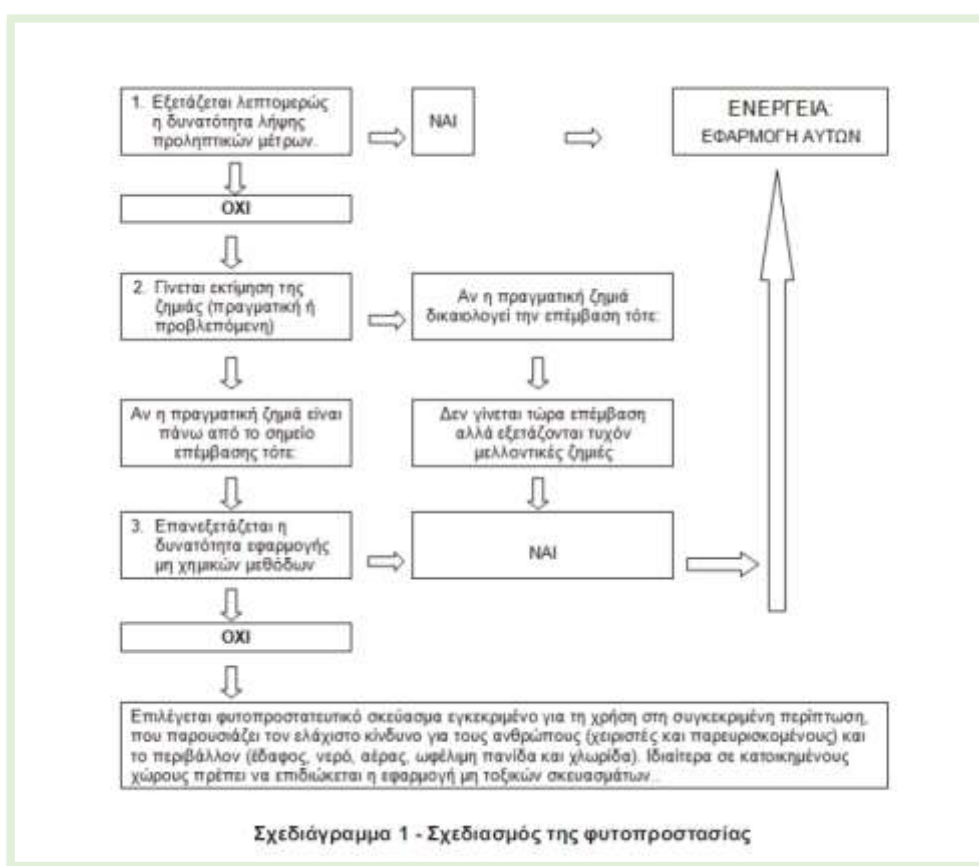 1. Εξετάζεται λεπτομερώς
η δυνατότητα λήψης
προληπτικών μέτρων.
ΝΑΙ
ΕΝΕΡΓΕΙΑ:
ΕΦΑΡΜΟΓΗ ΑΥΤΩΝ
ΟΧΙ
2. Γίνεται εκτίμηση της
ζημιάς (πραγματική ή
προβλεπόμενη)
Αν η πραγματική ζημιά
δικαιολογεί την επέμβαση τότε:
Αν η πραγματική ζημιά είναι
πάνω από το σημείο
επέμβασης τότε:
Δεν γίνεται τώρα επέμβαση
αλλά εξετάζονται τυχόν
μελλοντικές ζημιές
3. Επανεξετάζεται η
δυνατότητα εφαρμογής
μη χημικών μεθόδων
ΝΑΙ
ΟΧΙ
Επιλέγεται φυτοπροστατευτικό σκεύασμα εγκεκριμένο για τη χρήση στη συγκεκριμένη περίπτωση,
που παρουσιάζει τον ελάχιστο κίνδυνο για τους ανθρώπους (χειριστές και παρευρισκομένους) και
το περιβάλλον (έδαφος, νερό, αέρας, ωφέλιμη πανίδα και χλωρίδα). Ιδιαίτερα σε κατοικημένους
χώρους πρέπει να επιδιώκεται η εφαρμογή μη τοξικών σκευασμάτων..
Σχεδιάγραμμα 1 - Σχεδιασμός της φυτοπροστασίας